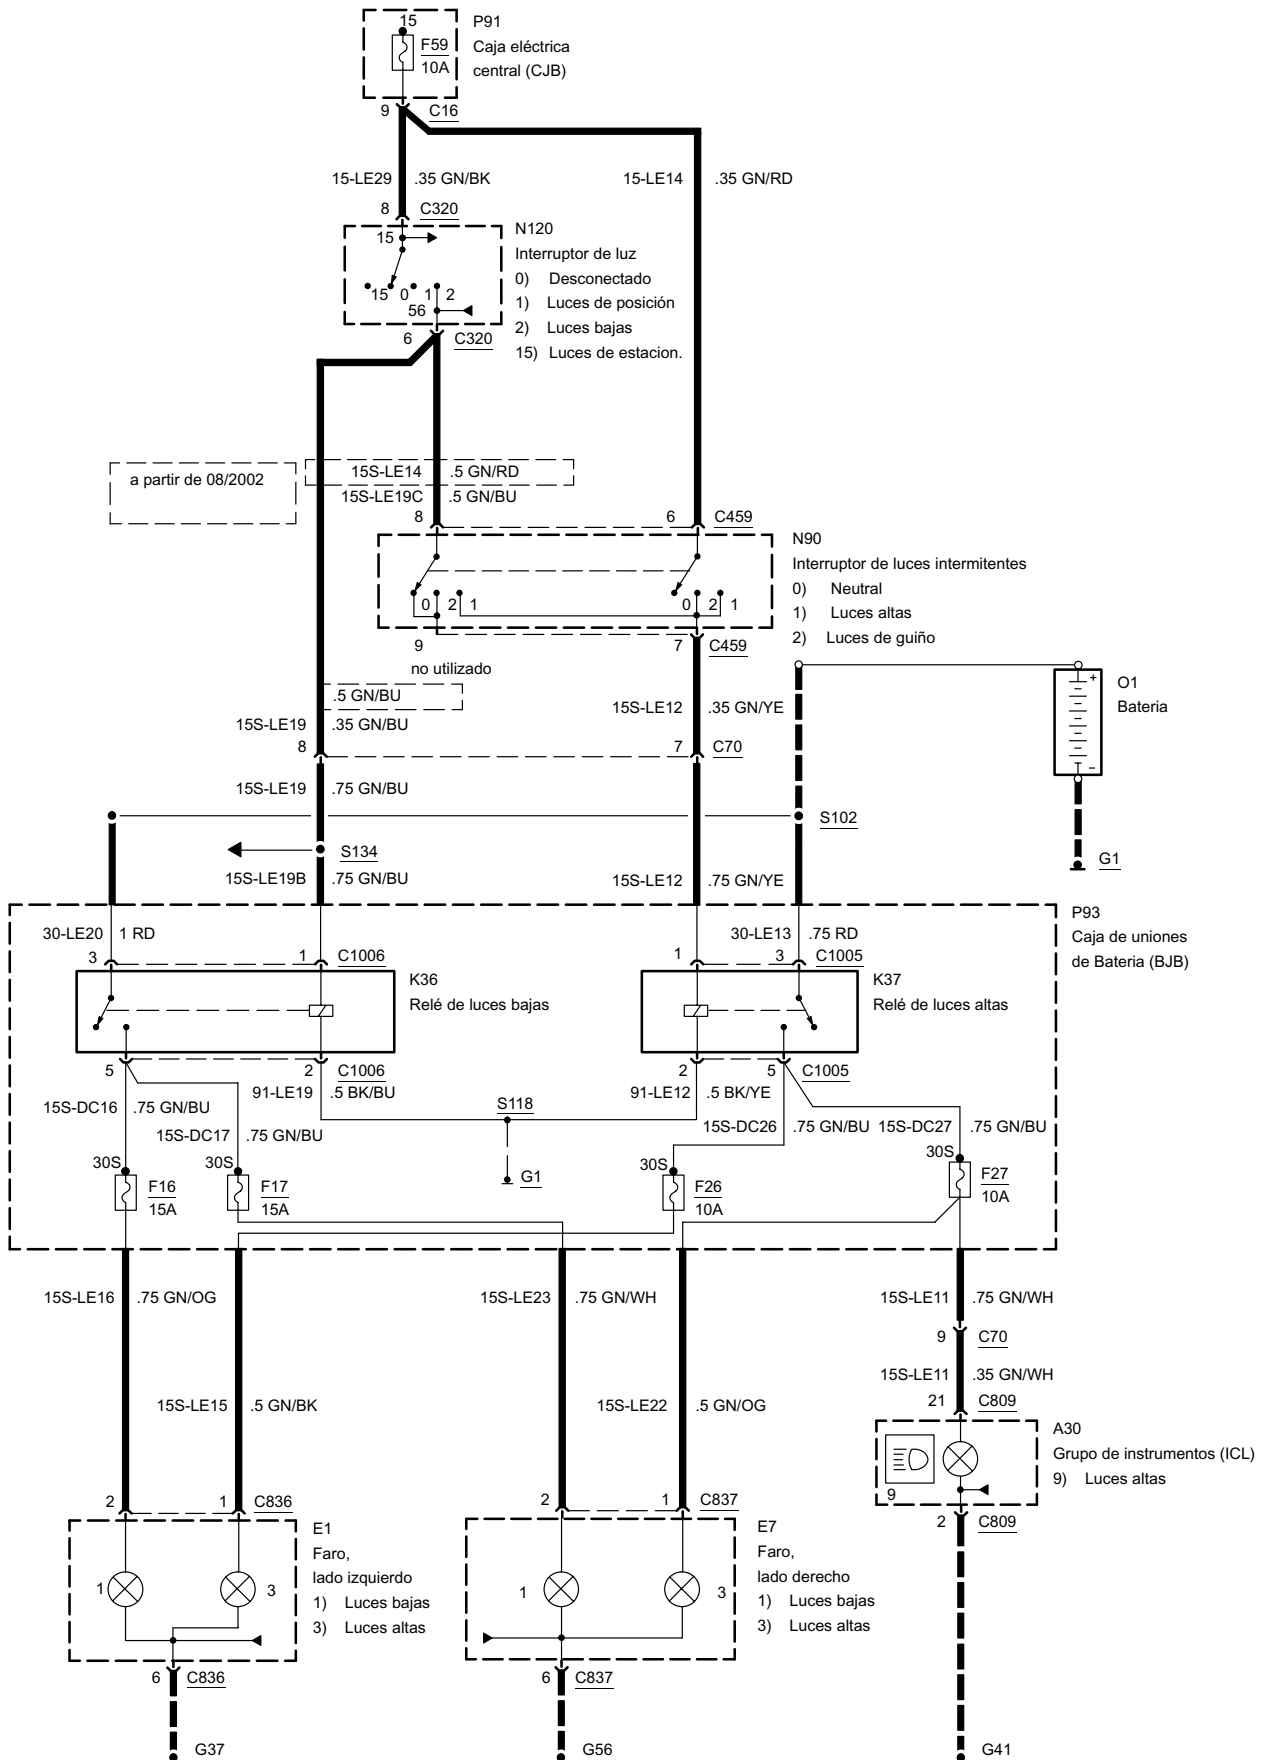 15
P91
F59
10A
Caja eléctrica
central (CJB)
9
C16
15-LE29
.35 GN/BK
15-LE14
.35 GN/RD
8
C320
N120
15
Interruptor de luz
0) Desconectado
1) Luces de posición
2) Luces bajas
15) Luces de estacion.
15 0 1 2
56
6
C320
a partir de 08/2002
15S-LE14
.5 GN/RD
15S-LE19C
.5 GN/BU
8
6
C459
N90
Interruptor de luces intermitentes
0) Neutral
1) Luces altas
2) Luces de guiño
0 2 1
0 2 1
9
7
C459
no utilizado
.5 GN/BU
15S-LE19
.35 GN/BU
15S-LE12
.35 GN/YE
8
7
C70
O1
Bateria
+
–
15S-LE19
.75 GN/BU
S102
S134
G1
15S-LE19B
.75 GN/BU
15S-LE12
.75 GN/YE
P93
Caja de uniones
de Bateria (BJB)
30-LE20
1 RD
30-LE13
.75 RD
3
1
C1006
1
3
C1005
K36
Relé de luces bajas
K37
Relé de luces altas
5
2
C1006
2
5
C1005
91-LE19
.5 BK/BU
91-LE12
.5 BK/YE
15S-DC16
.75 GN/BU
S118
15S-DC17
.75 GN/BU
15S-DC26
.75 GN/BU
15S-DC27
.75 GN/BU
30S
30S
30S
30S
F16
15A
F17
15A
G1
F26
10A
F27
10A
15S-LE16
.75 GN/OG
15S-LE23
.75 GN/WH
15S-LE11
.75 GN/WH
9
C70
15S-LE11
.35 GN/WH
15S-LE15
.5 GN/BK
15S-LE22
.5 GN/OG
21
C809
A30
Grupo de instrumentos (ICL)
9) Luces altas
9
2
1
C836
2
1
C837
2
C809
E1
Faro,
lado izquierdo
1) Luces bajas
3) Luces altas
1
3
E7
Faro,
lado derecho
1) Luces bajas
3) Luces altas
1
3
6
C836
6
C837
G37
G56
G41